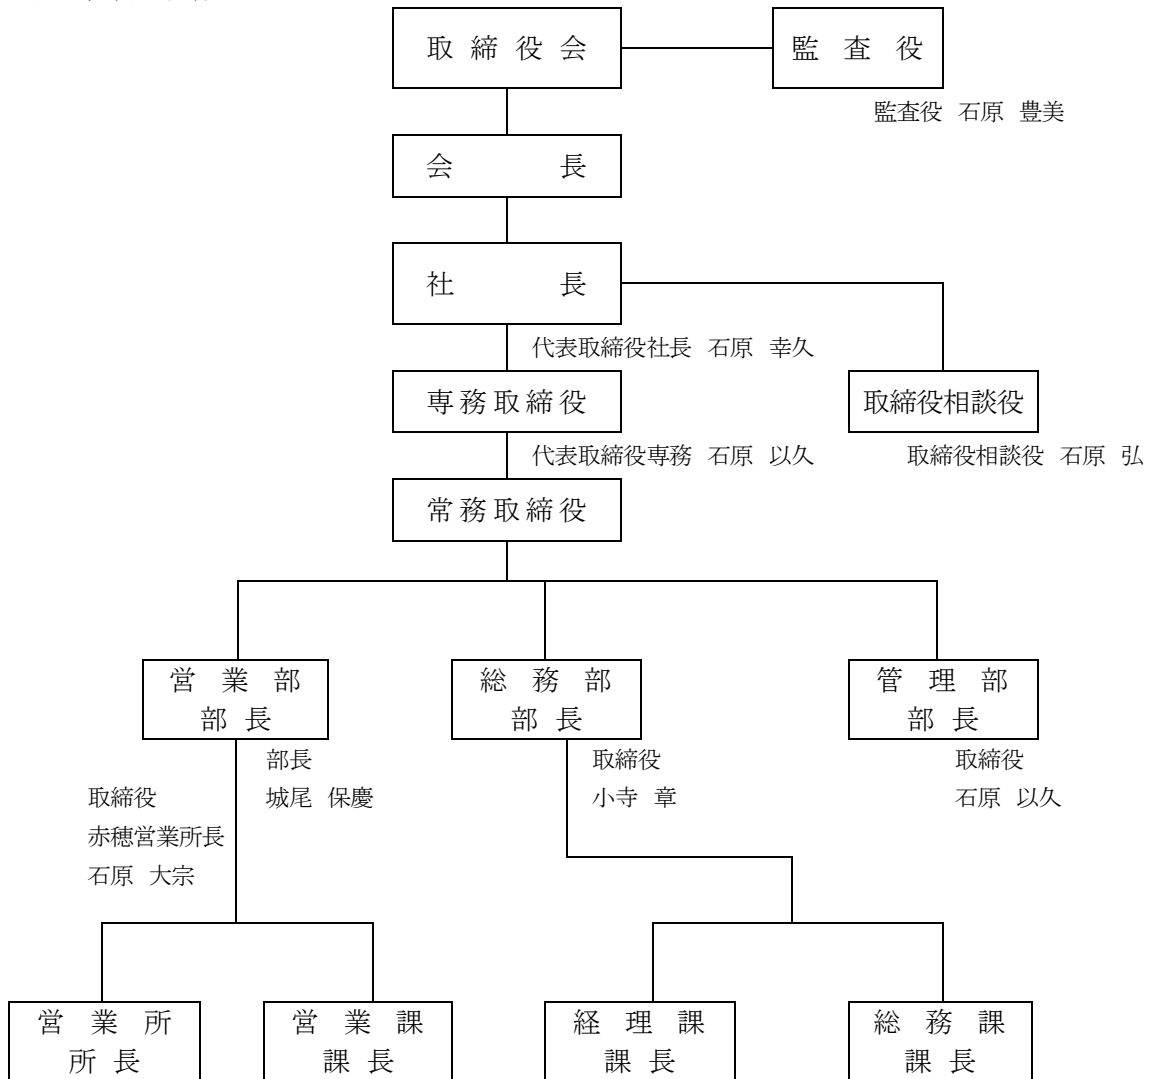 取締役会
監査役
監査役 石原 豊美
会長
社長
代表取締役社長 石原 幸久
専務取締役
取締役相談役
代表取締役専務 石原 以久
取締役相談役 石原 弘
常務取締役
営業部
部長
総務部
部長
管理部
部長
部長
城尾 保慶
取締役
赤穂営業所長
石原 大宗
取締役
小寺 章
取締役
石原 以久
営業所
所長
営業課
課長
経理課
課長
総務課
課長